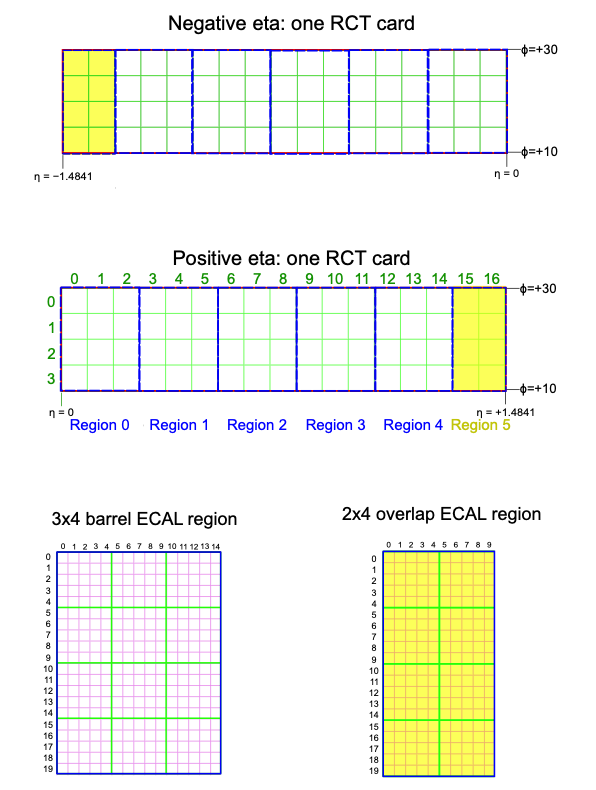 Negative eta: one RCT card
ϕ=+30
ϕ=+10
η = −1.4841
η = 0
Positive eta: one RCT card
0 1 2 3 4 5 6 7 8 9 10 11 12 13 14 15 16
ϕ=+30
0
1
2
3
ϕ=+10
η = 0
η = +1.4841
Region 0 Region 1 Region 2 Region 3 Region 4 Region 5
3x4 barrel ECAL region
0 1 2 3 4 5 6 7 8 9 10 11 12 13 14
0
1
2
3
4
5
6
7
8
9
10
11
12
13
14
15
16
17
18
19
2x4 overlap ECAL region
0 1 2 3 4 5 6 7 8 9
0
1
2
3
4
5
6
7
8
9
10
11
12
13
14
15
16
17
18
19